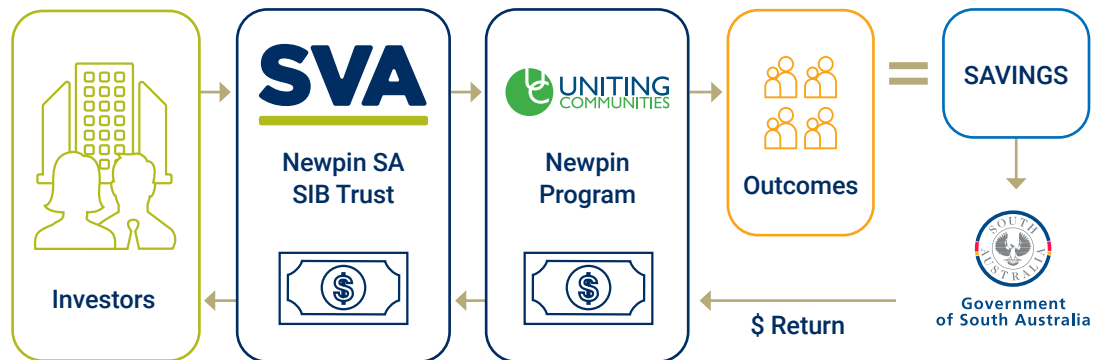 Investors
SVA
Newpin SA
SIB Trust
$
UC UNITING
COMMUNITIES
Newpin
Program
$
Outcomes
=
SAVINGS
SOUTH
AUSTRALIA
Government
of South Australia
$ Return